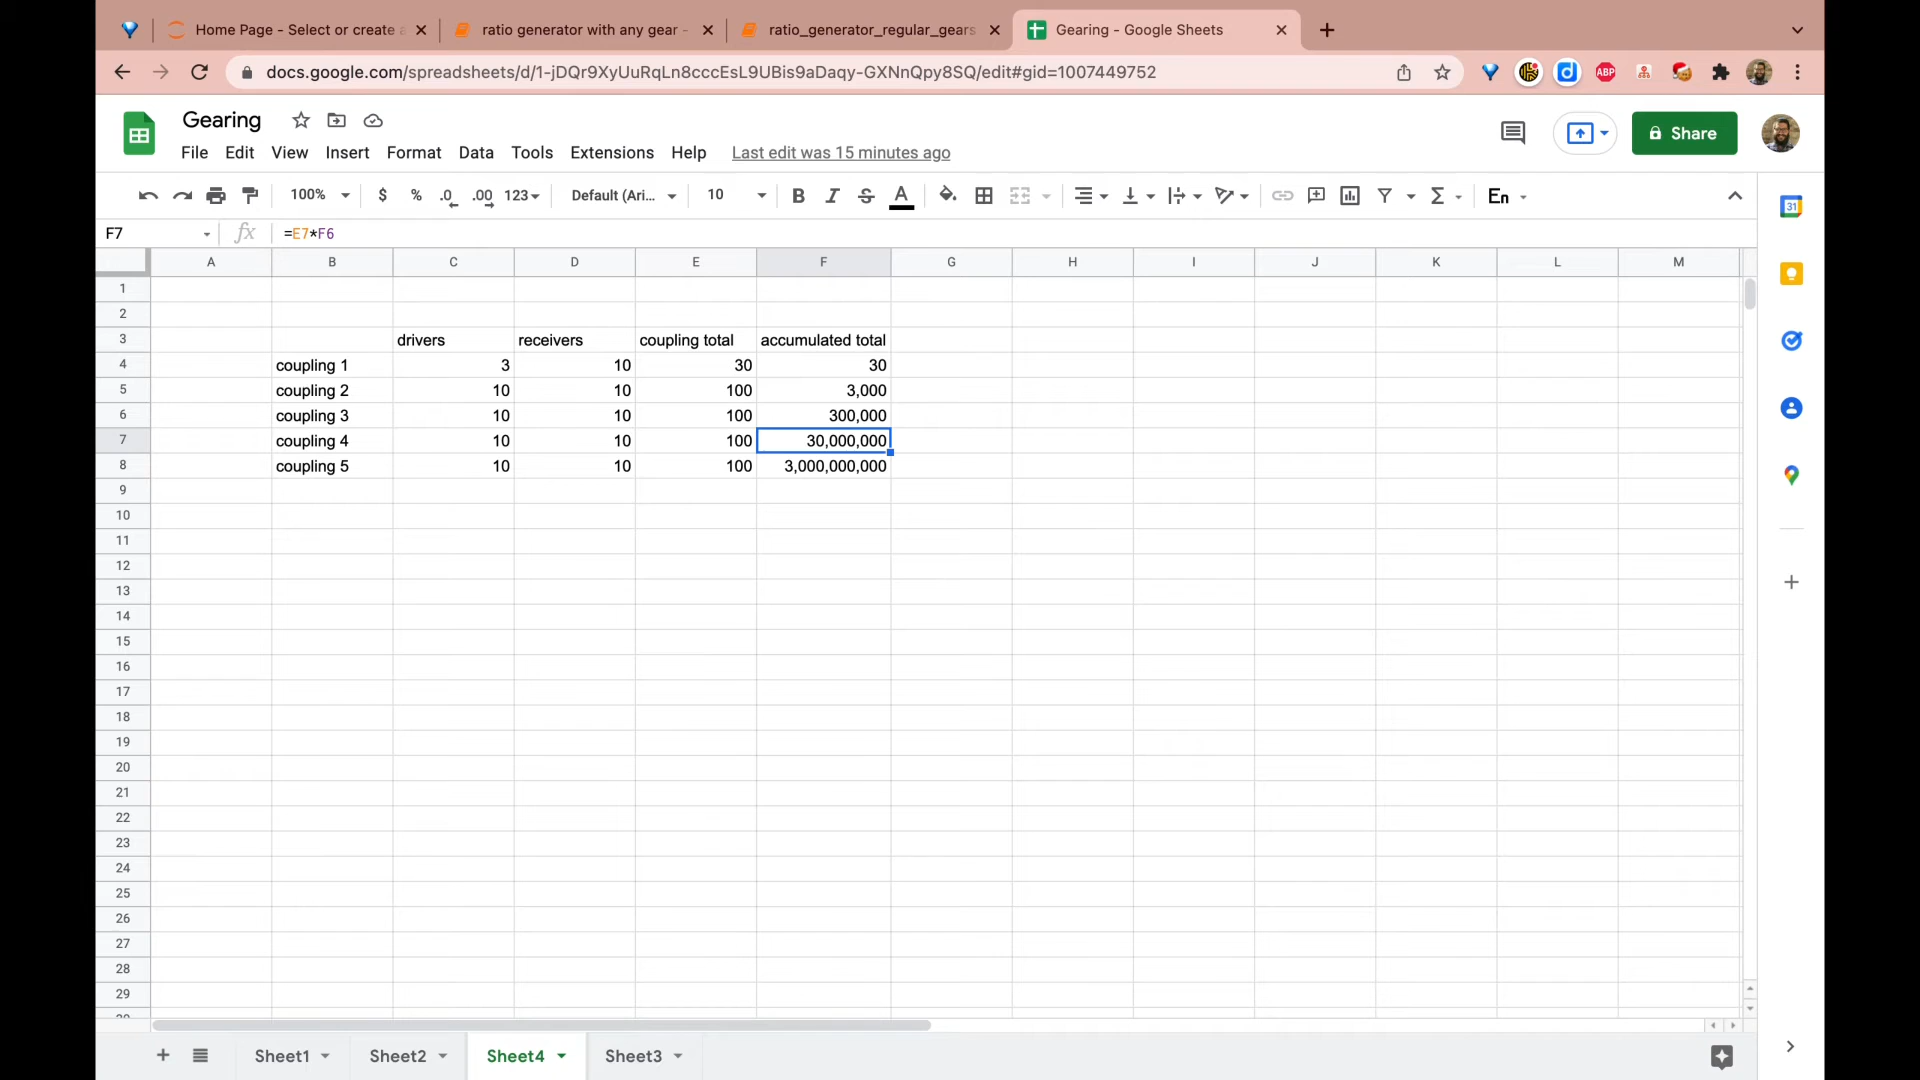 Home Page - Select or create a
ratio generator with any gear -
ratio_generator_regular_gears
Gearing - Google Sheets
docs.google.com/spreadsheets/d/1-jDQr9XyUuRqLn8cccEsL9UBis9aDaqy-GXNnQpy8SQ/edit#gid=1007449752
ABP
Gearing
File Edit View Insert Format Data Tools Extensions Help Last edit was 15 minutes ago
Share
100% $ % .0 .00 123 Default (Ari... 10 B I S A Σ En
31
F7 fx =E7*F6
A B C D E F G H I J K L M
1
2
3 drivers receivers coupling total accumulated total
4 coupling 1 3 10 30 30
5 coupling 2 10 10 100 3,000
6 coupling 3 10 10 100 300,000
7 coupling 4 10 10 100 30,000,000
8 coupling 5 10 10 100 3,000,000,000
9
10
11
12
13
14
15
16
17
18
19
20
21
22
23
24
25
26
27
28
29
Sheet1 Sheet2 Sheet4 Sheet3